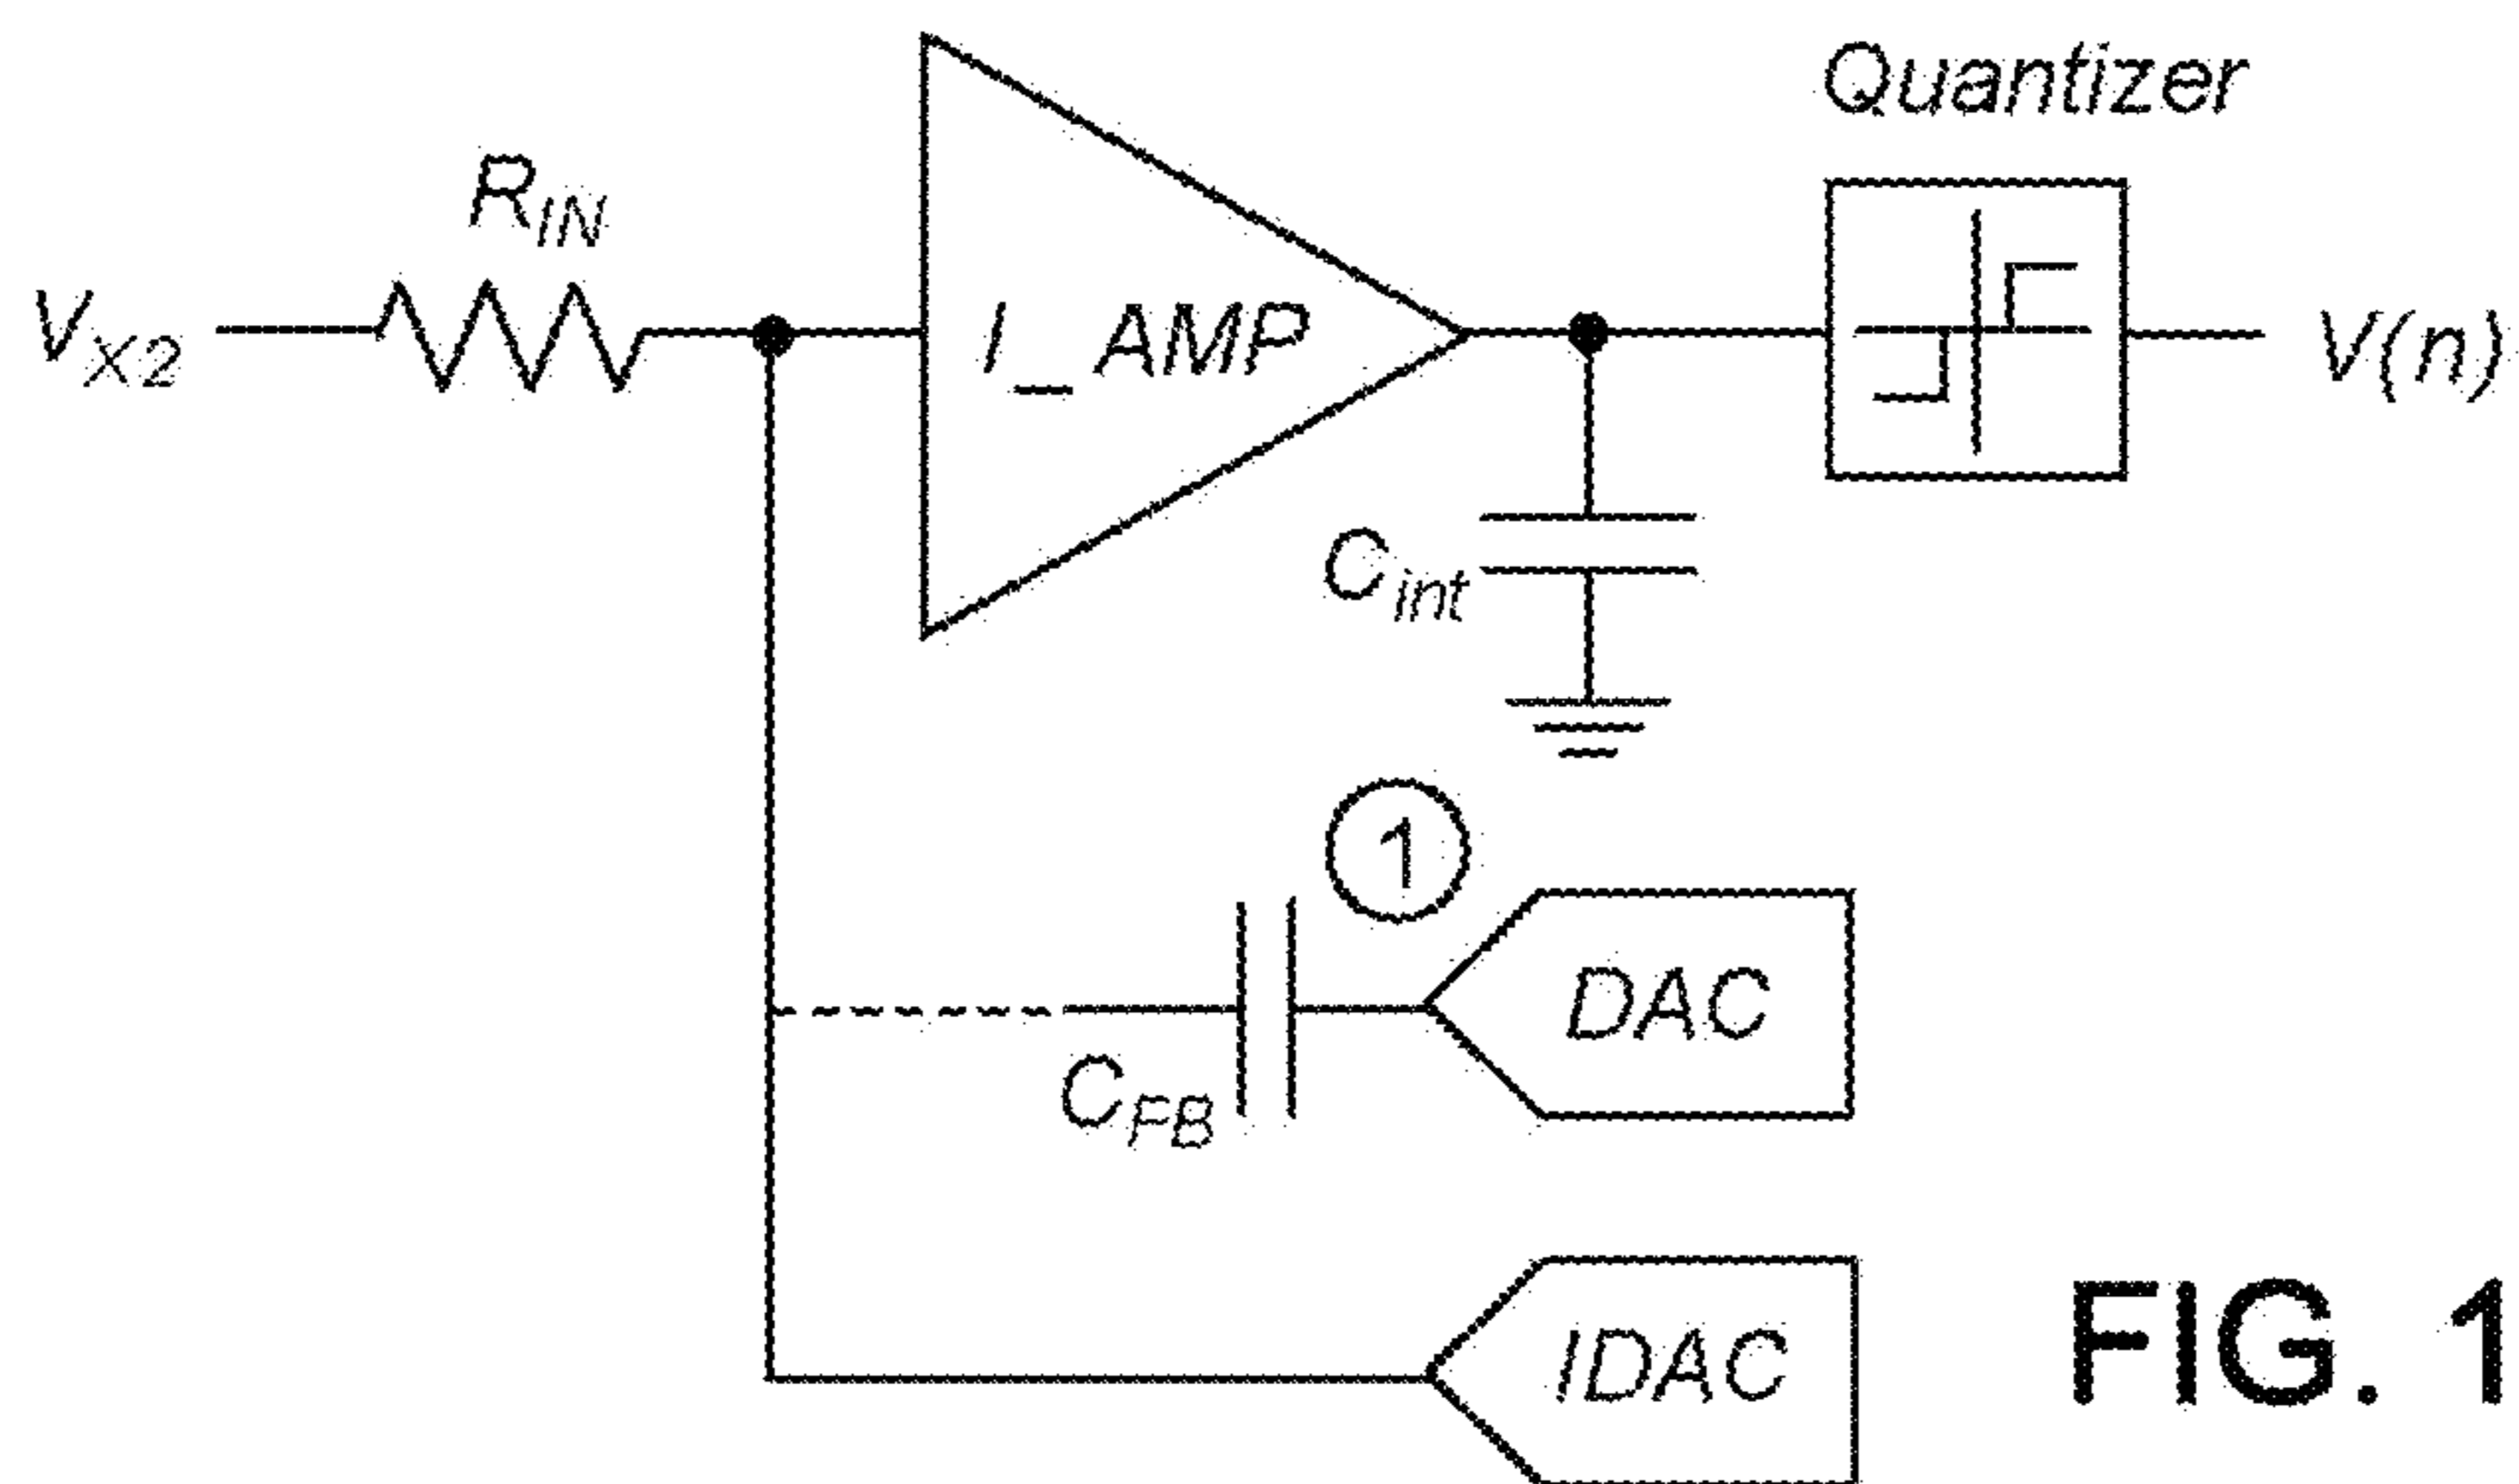 Quantizer
R_IN
V_X2
I_AMP
V(n)
C_int
1
DAC
C_FB
IDAC
FIG. 1